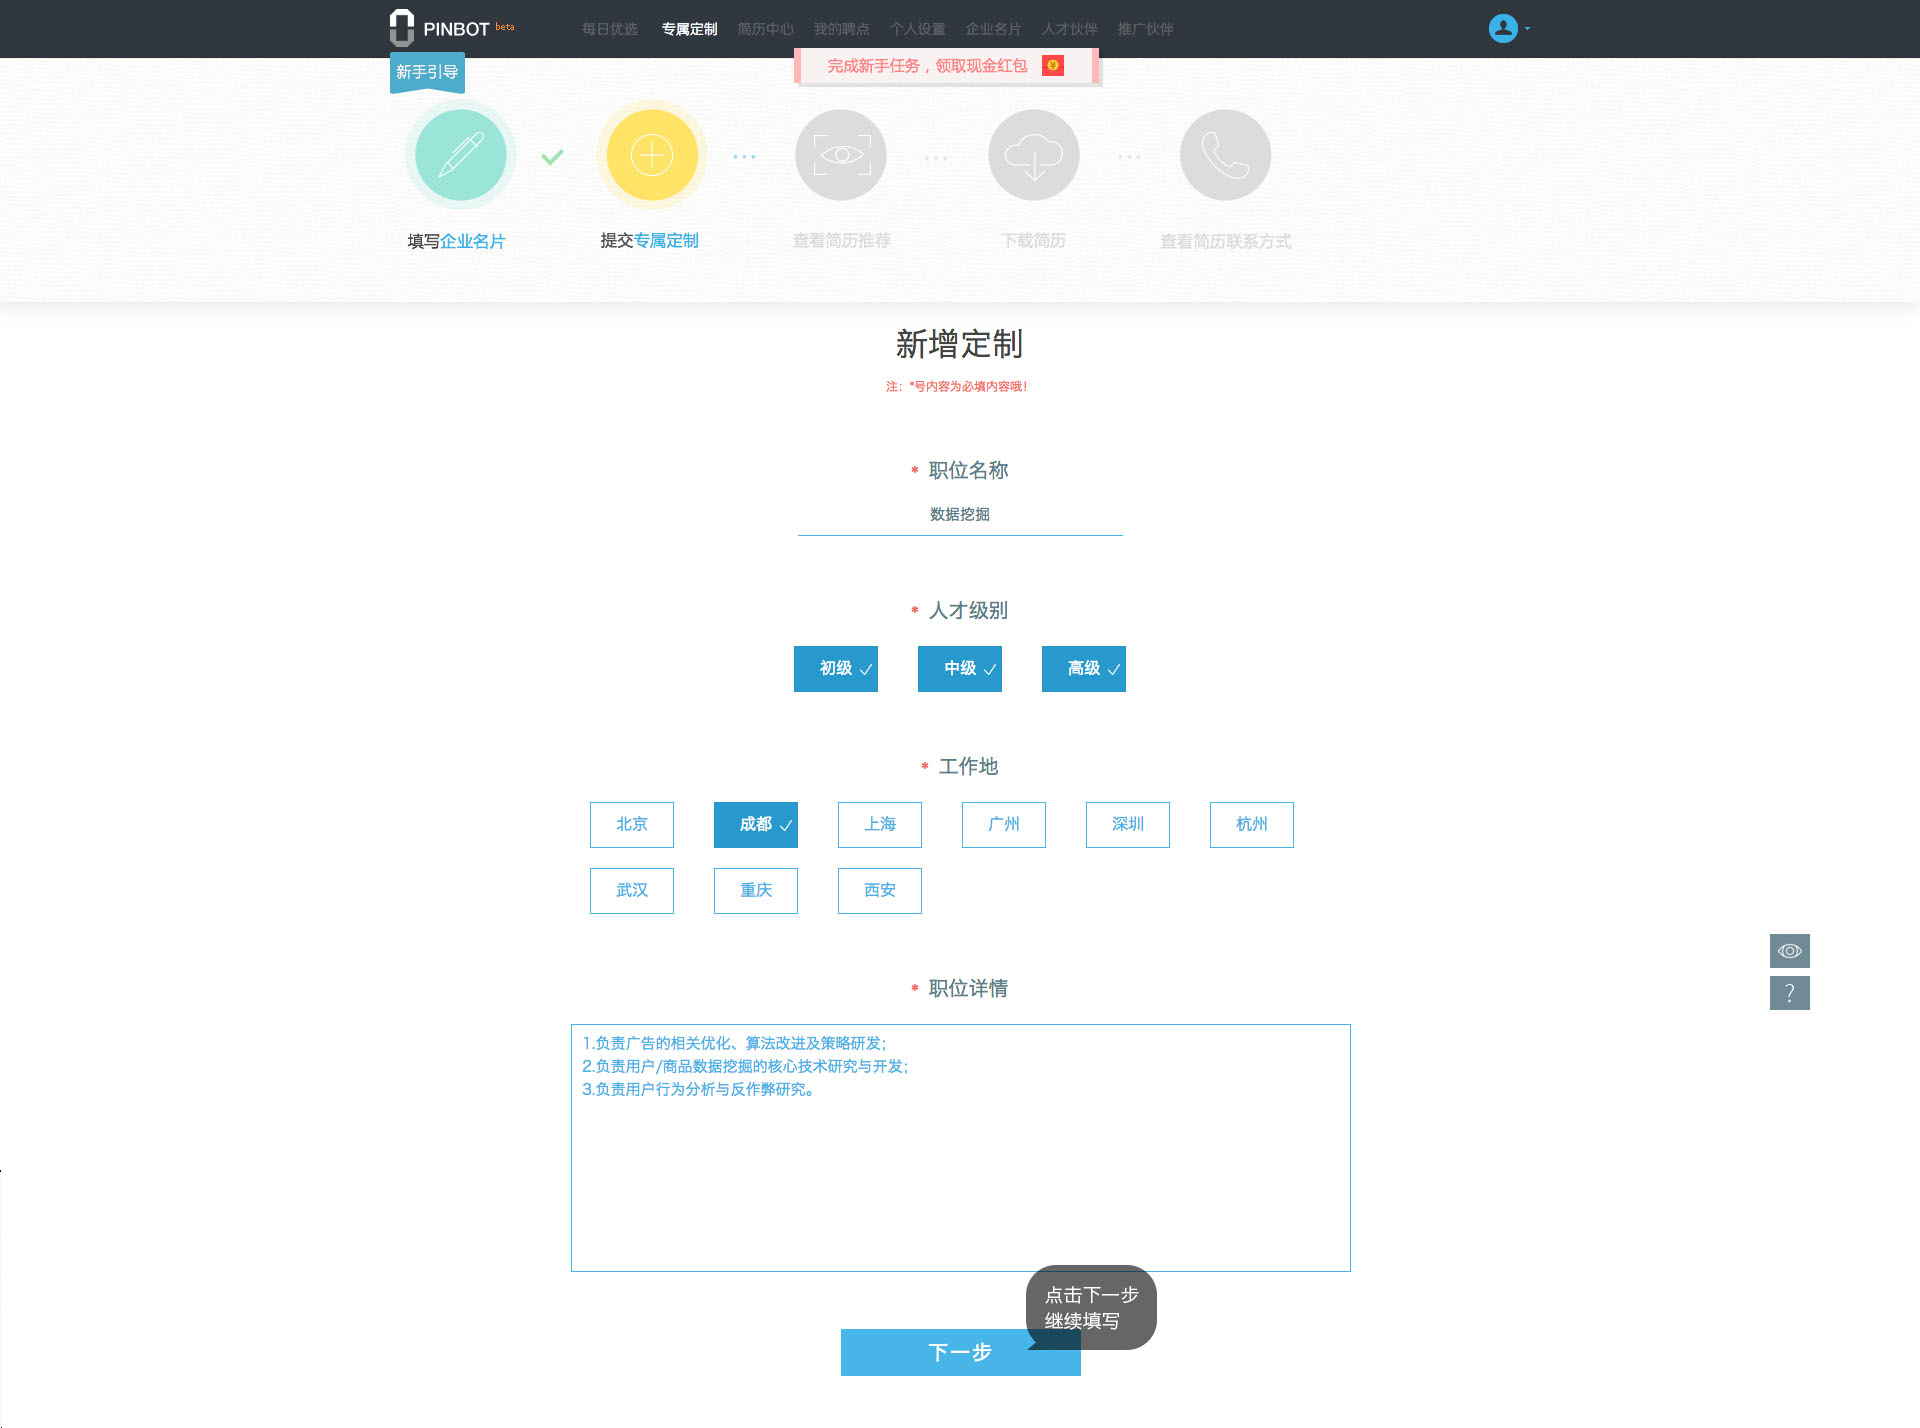 PINBOT beta
每日优选 专属定制 简历中心 我的聘点 个人设置 企业名片 人才伙伴 推广伙伴
新手引导
完成新手任务，领取现金红包
填写企业名片
提交专属定制
查看简历推荐
下载简历
查看简历联系方式
新增定制
注：*号内容为必填内容哦！
* 职位名称
数据挖掘
* 人才级别
初级 中级 高级
* 工作地
北京 成都 上海 广州 深圳 杭州
武汉 重庆 西安
* 职位详情
1.负责广告的相关优化、算法改进及策略研发；
2.负责用户/商品数据挖掘的核心技术研究与开发；
3.负责用户行为分析与反作弊研究。
点击下一步
继续填写
下一步
?